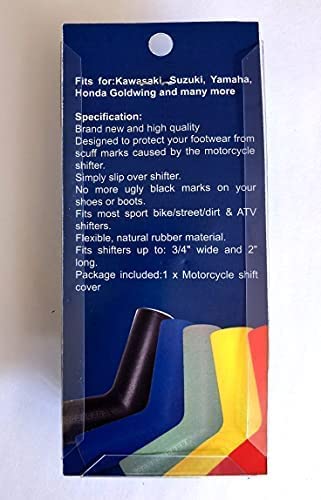 Fits for:Kawasaki, Suzuki, Yamaha,
Honda Goldwing and many more
Specification:
Brand new and high quality
Designed to protect your footwear from
scuff marks caused by the motorcycle
shifter.
Simply slip over shifter.
No more ugly black marks on your
shoes or boots.
Fits most sport bike/street/dirt & ATV
shifters.
Flexible, natural rubber material.
Fits shifters up to: 3/4" wide and 2"
long.
Package included:1 x Motorcycle shift
cover